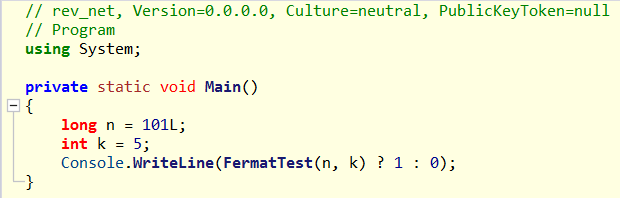 // rev_net, Version=0.0.0.0, Culture=neutral, PublicKeyToken=null
// Program
using System;
private static void Main()
{
    long n = 101L;
    int k = 5;
    Console.WriteLine(FermatTest(n, k) ? 1 : 0);
}